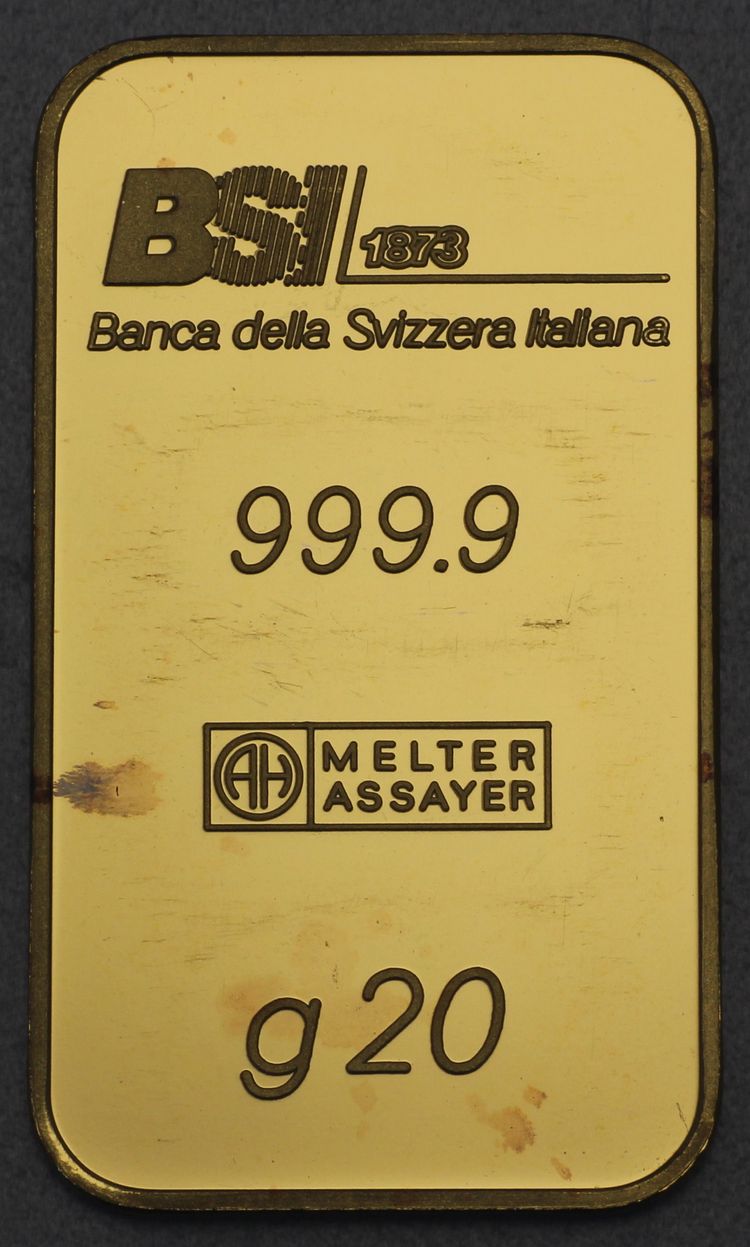 BSI 1873
Banca della Svizzera Italiana
999.9
AH MELTER
ASSAYER
g 20